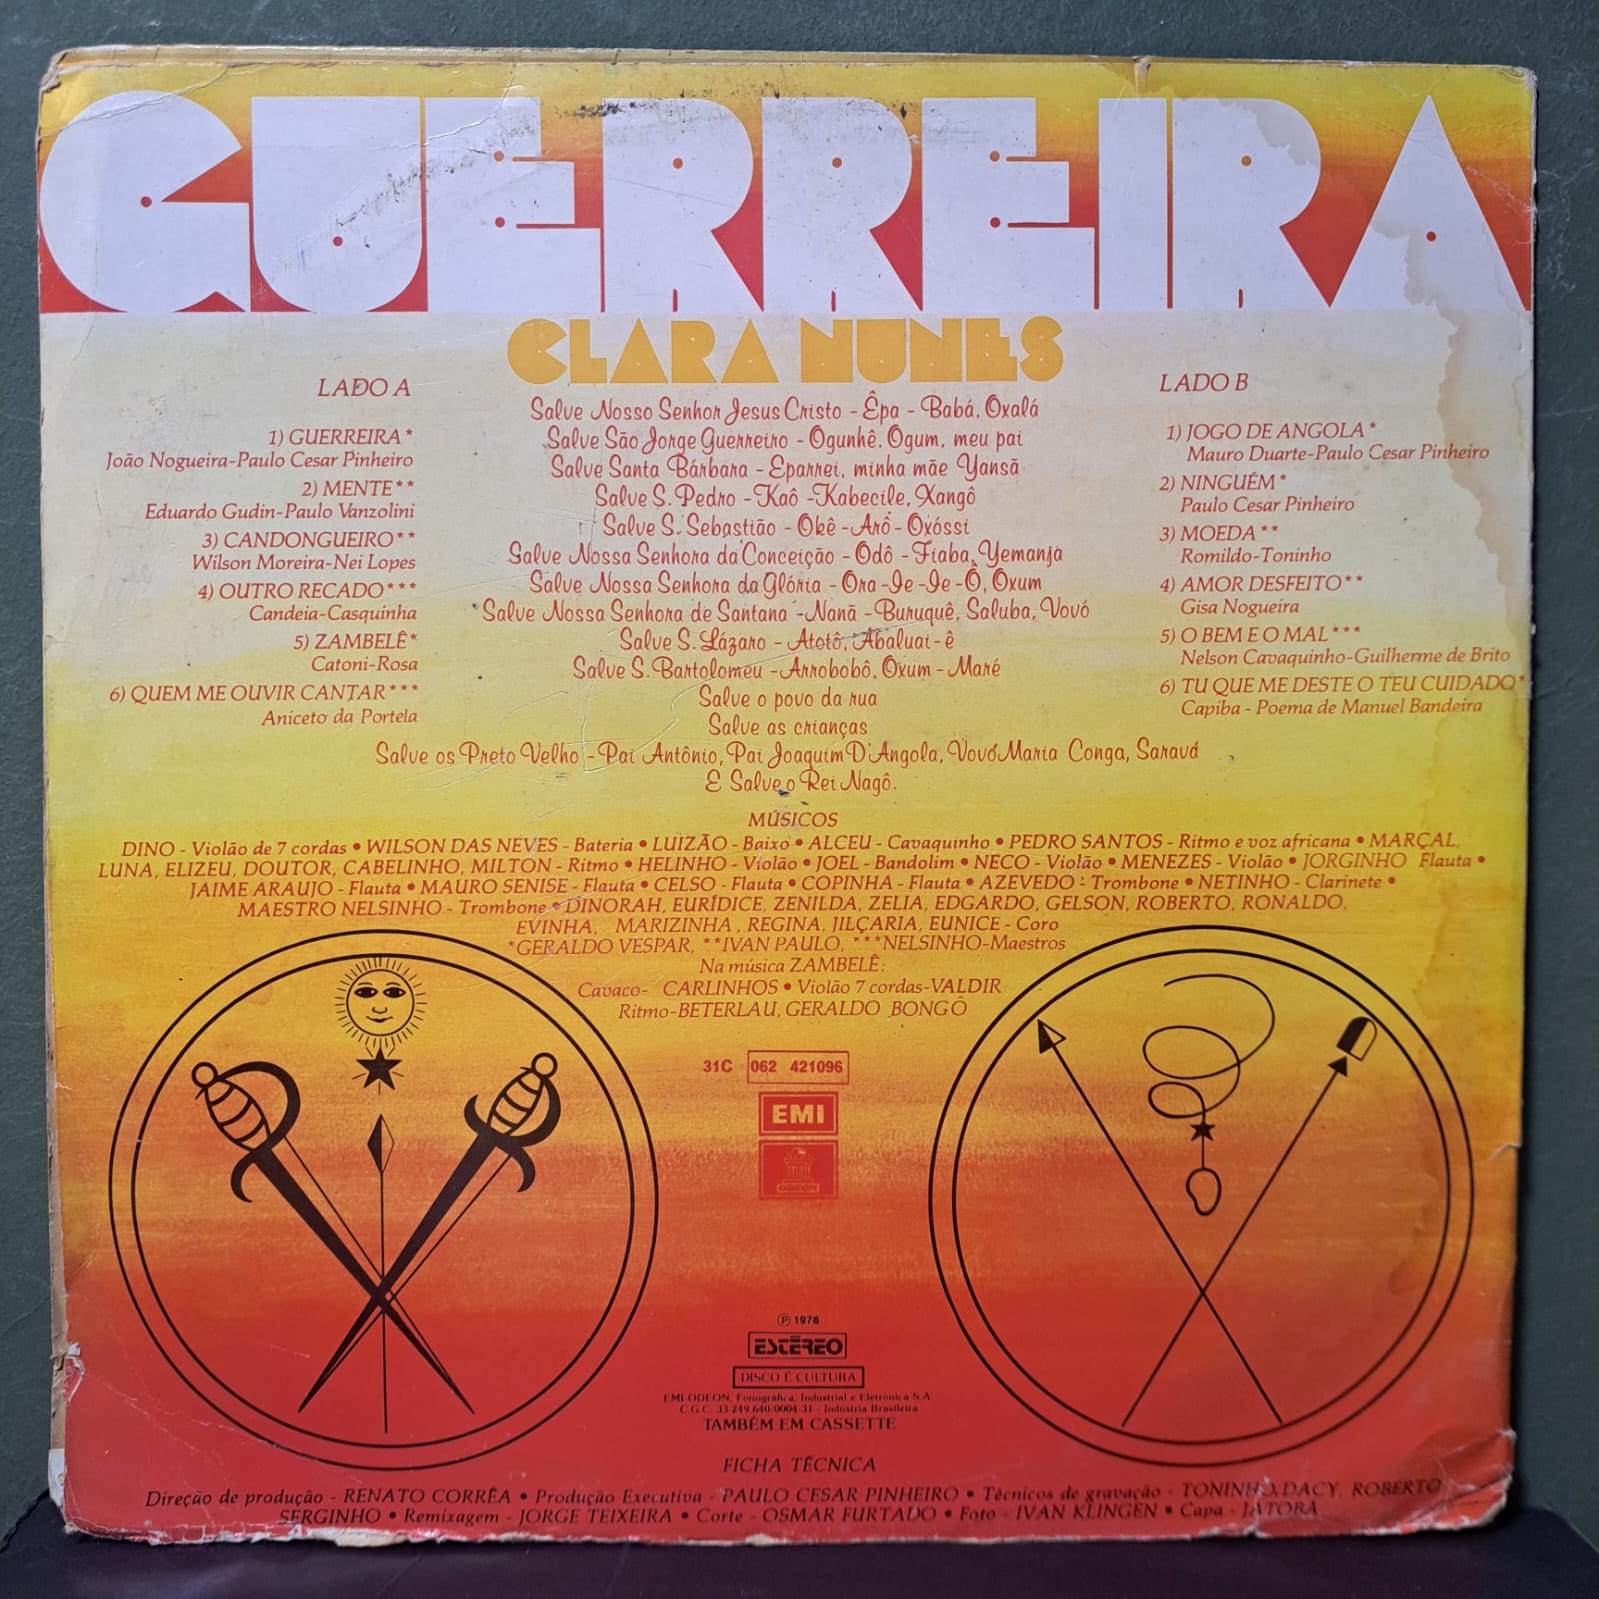 GUERREIRA
CLARA NUNES
LADO A
1) GUERREIRA *
João Nogueira-Paulo Cesar Pinheiro
2) MENTE * *
Eduardo Gudin-Paulo Vanzolini
3) CANDONGUEIRO * *
Wilson Moreira-Nei Lopes
4) OUTRO RECADO * * *
Candeia-Casquinha
5) ZAMBELÊ *
Catoni-Rosa
6) QUEM ME OUVIR CANTAR * * *
Aniceto da Portela
Salve Nosso Senhor Jesus Cristo - Êpa - Babá, Oxalá
Salve São Jorge Guerreiro - Ogunhê, Ogum, meu pai
Salve Santa Bárbara - Eparrei, minha mãe Yansã
Salve S. Pedro - Kaô - Kabecile, Xangô
Salve S. Sebastião - Okê - Arô - Oxóssi
Salve Nossa Senhora da Conceição - Odô - Fiaba, Yemanja
Salve Nossa Senhora da Glória - Ora - Ie - Ie - Ô, Oxum
Salve Nossa Senhora de Santana - Nanã - Buruquê, Saluba, Vovó
Salve S. Lázaro - Atotô, Abaluai - ê
Salve S. Bartolomeu - Arrobobô, Oxum - Maré
Salve o povo da rua
Salve as crianças
Salve os Preto Velho - Pai Antônio, Pai Joaquim D'Angola, Vovó Maria Conga, Saravá
E Salve o Rei Nagô.
LADO B
1) JOGO DE ANGOLA *
Mauro Duarte-Paulo Cesar Pinheiro
2) NINGUÉM *
Paulo Cesar Pinheiro
3) MOEDA * *
Romildo-Toninho
4) AMOR DESFEITO * *
Gisa Nogueira
5) O BEM E O MAL * * *
Nelson Cavaquinho-Guilherme de Brito
6) TU QUE ME DESTE O TEU CUIDADO *
Capiba - Poema de Manuel Bandeira
MÚSICOS
DINO - Violão de 7 cordas • WILSON DAS NEVES - Bateria • LUIZÃO - Baixo • ALCEU - Cavaquinho • PEDRO SANTOS - Ritmo e voz africana • MARÇAL,
LUNA, ELIZEU, DOUTOR, CABELINHO, MILTON - Ritmo • HELINHO - Violão • JOEL - Bandolim • NECO - Violão • MENEZES - Violão • JORGINHO Flauta •
JAIME ARAUJO - Flauta • MAURO SENISE - Flauta • CELSO - Flauta • COPINHA - Flauta • AZEVEDO - Trombone • NETINHO - Clarinete •
MAESTRO NELSINHO - Trombone • DINORAH, EURÍDICE, ZENILDA, ZELIA, EDGARDO, GELSON, ROBERTO, RONALDO,
EVINHA, MARIZINHA, REGINA, JILÇARIA, EUNICE - Coro
*GERALDO VESPAR, **IVAN PAULO, ***NELSINHO-Maestros
Na música ZAMBELÊ:
Cavaco- CARLINHOS • Violão 7 cordas-VALDIR
Ritmo-BETERLAU, GERALDO BONGÔ
31C 062 421096
EMI
ODEON
℗ 1978
ESTÉREO
DISCO É CULTURA
EMI-ODEON, Fonográfica, Industrial e Eletrônica S.A
C.G.C. 33.249.640/0004-31 - Industria Brasileira
TAMBÉM EM CASSETTE
FICHA TÉCNICA
Direção de produção - RENATO CORRÊA • Produção Executiva - PAULO CESAR PINHEIRO • Técnicos de gravação - TONINHO, DACY, ROBERTO
SERGINHO • Remixagem - JORGE TEIXEIRA • Corte - OSMAR FURTADO • Foto - IVAN KLINGEN • Capa - JATOBÁ